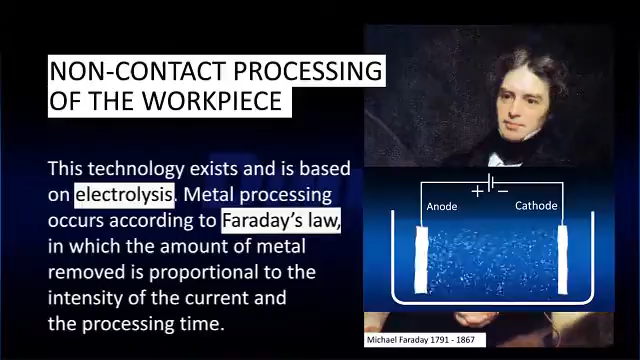 NON-CONTACT PROCESSING
OF THE WORKPIECE
This technology exists and is based
on electrolysis. Metal processing
occurs according to Faraday's law,
in which the amount of metal
removed is proportional to the
intensity of the current and
the processing time.
+ −
Anode
Cathode
Michael Faraday 1791 - 1867